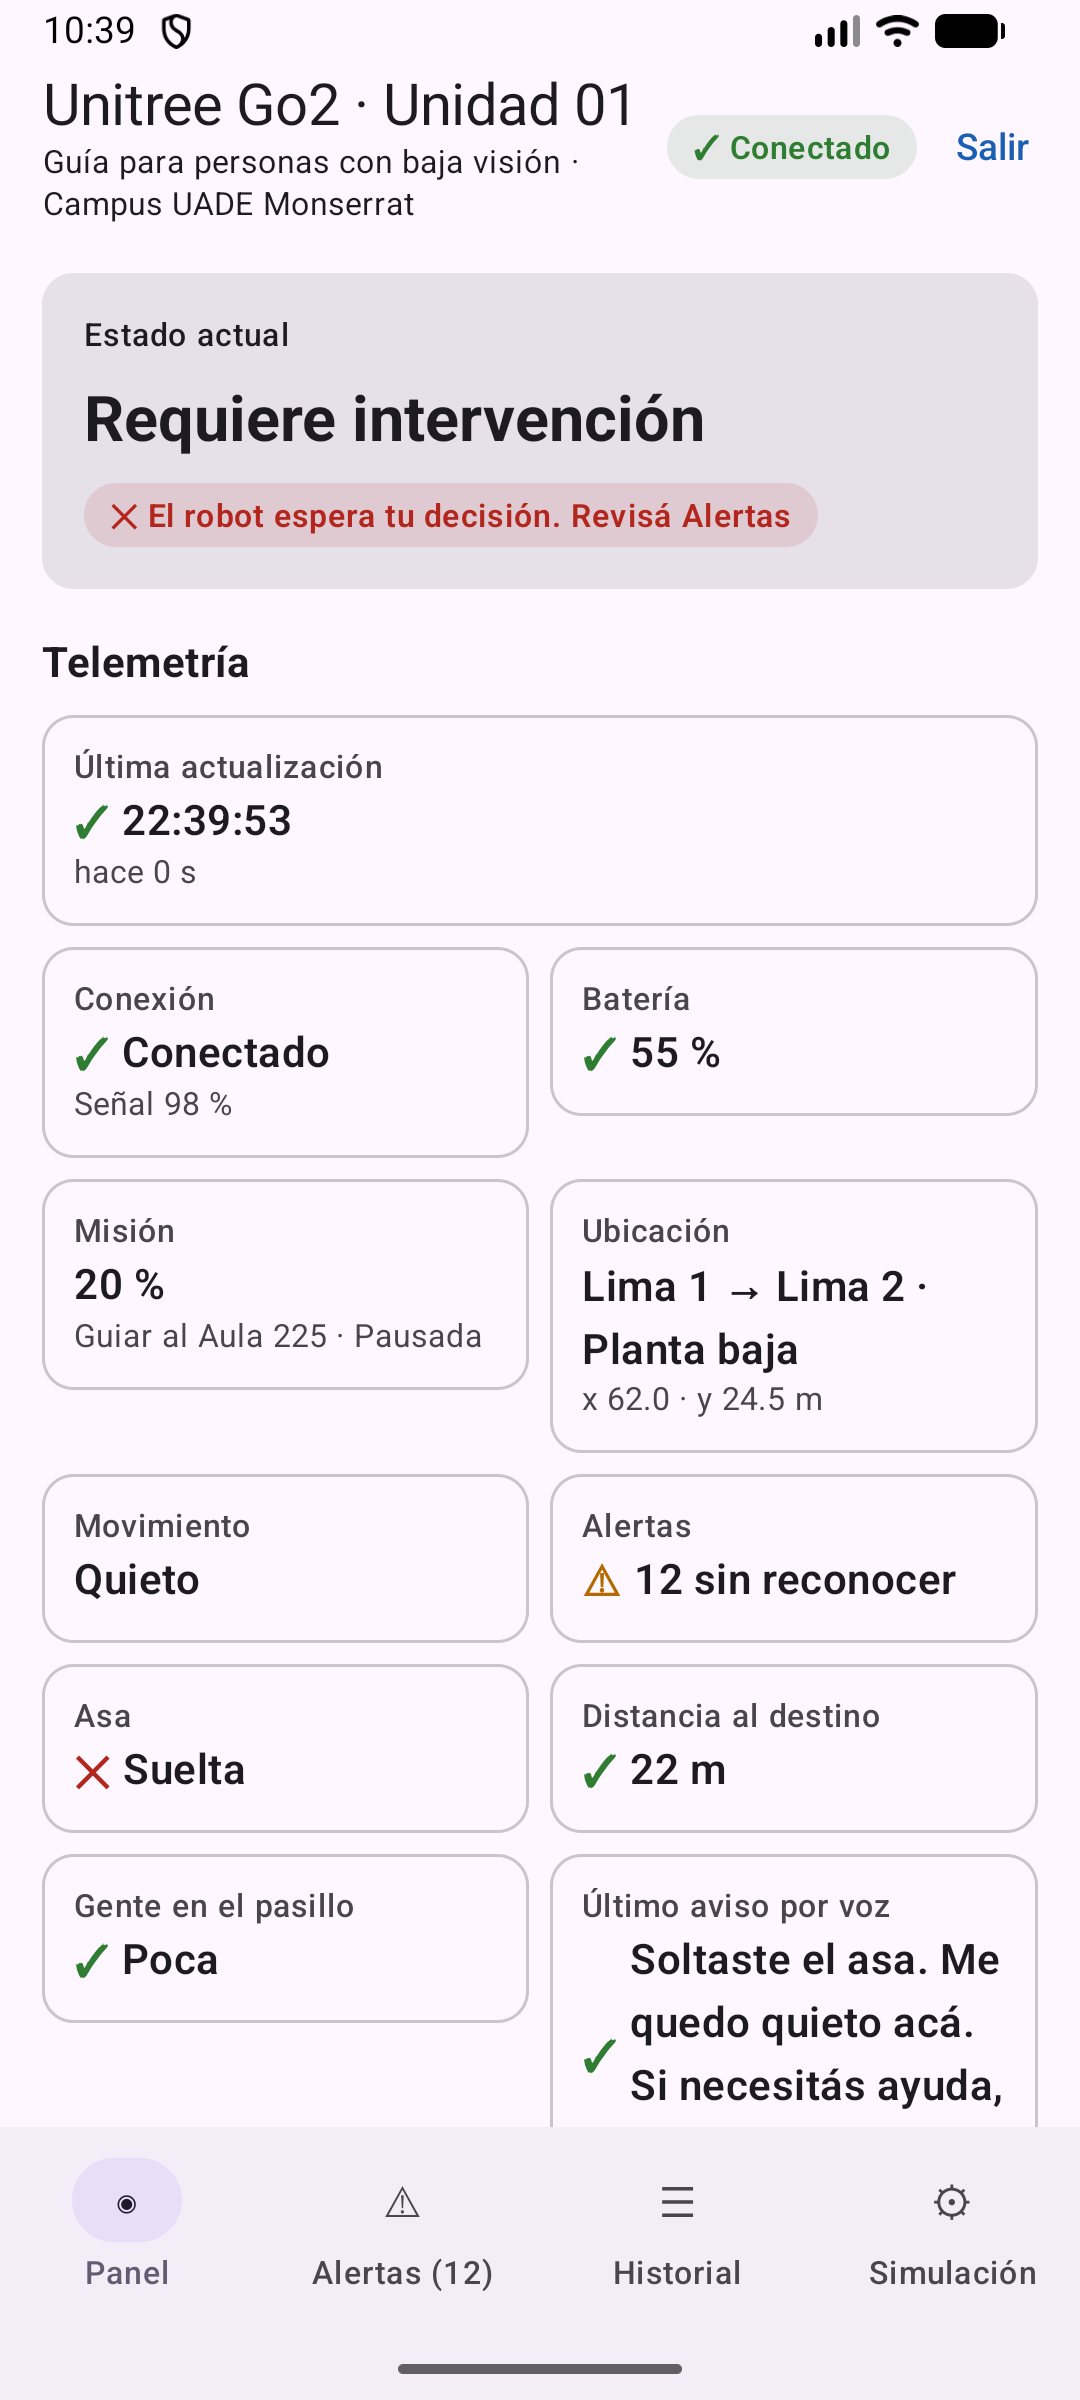 10:39
Unitree Go2 · Unidad 01
Guía para personas con baja visión ·
Campus UADE Monserrat
✓ Conectado
Salir
Estado actual
Requiere intervención
✕ El robot espera tu decisión. Revisá Alertas
Telemetría
Última actualización
✓ 22:39:53
hace 0 s
Conexión
✓ Conectado
Señal 98 %
Batería
✓ 55 %
Misión
20 %
Guiar al Aula 225 · Pausada
Ubicación
Lima 1 → Lima 2 ·
Planta baja
x 62.0 · y 24.5 m
Movimiento
Quieto
Alertas
⚠ 12 sin reconocer
Asa
✕ Suelta
Distancia al destino
✓ 22 m
Gente en el pasillo
✓ Poca
Último aviso por voz
✓ Soltaste el asa. Me
quedo quieto acá.
Si necesitás ayuda,
Panel
Alertas (12)
Historial
Simulación